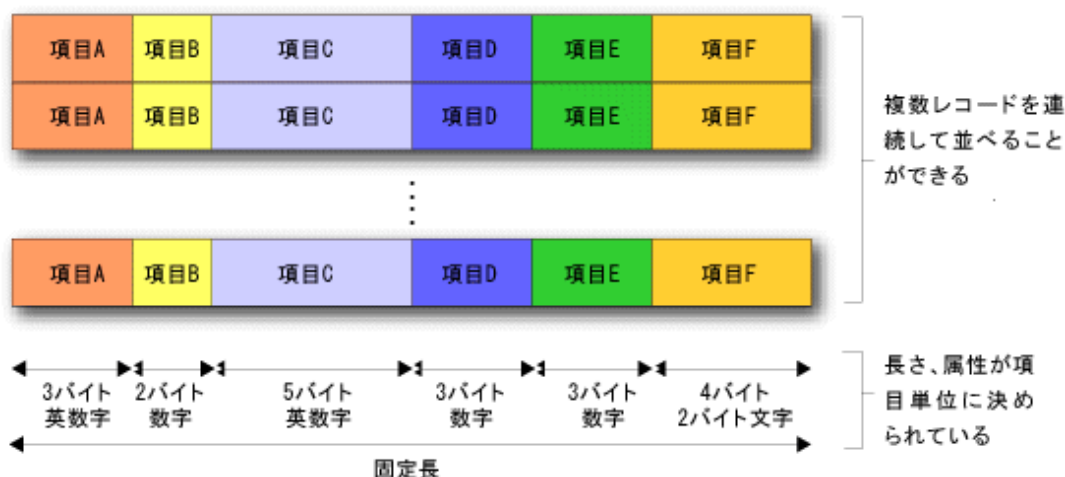 項目A 項目B 項目C 項目D 項目E 項目F
項目A 項目B 項目C 項目D 項目E 項目F
複数レコードを連
続して並べること
ができる
項目A 項目B 項目C 項目D 項目E 項目F
3バイト 2バイト 5バイト 3バイト 3バイト 4バイト
英数字 数字 英数字 数字 数字 2バイト文字
長さ、属性が項
目単位に決め
られている
固定長